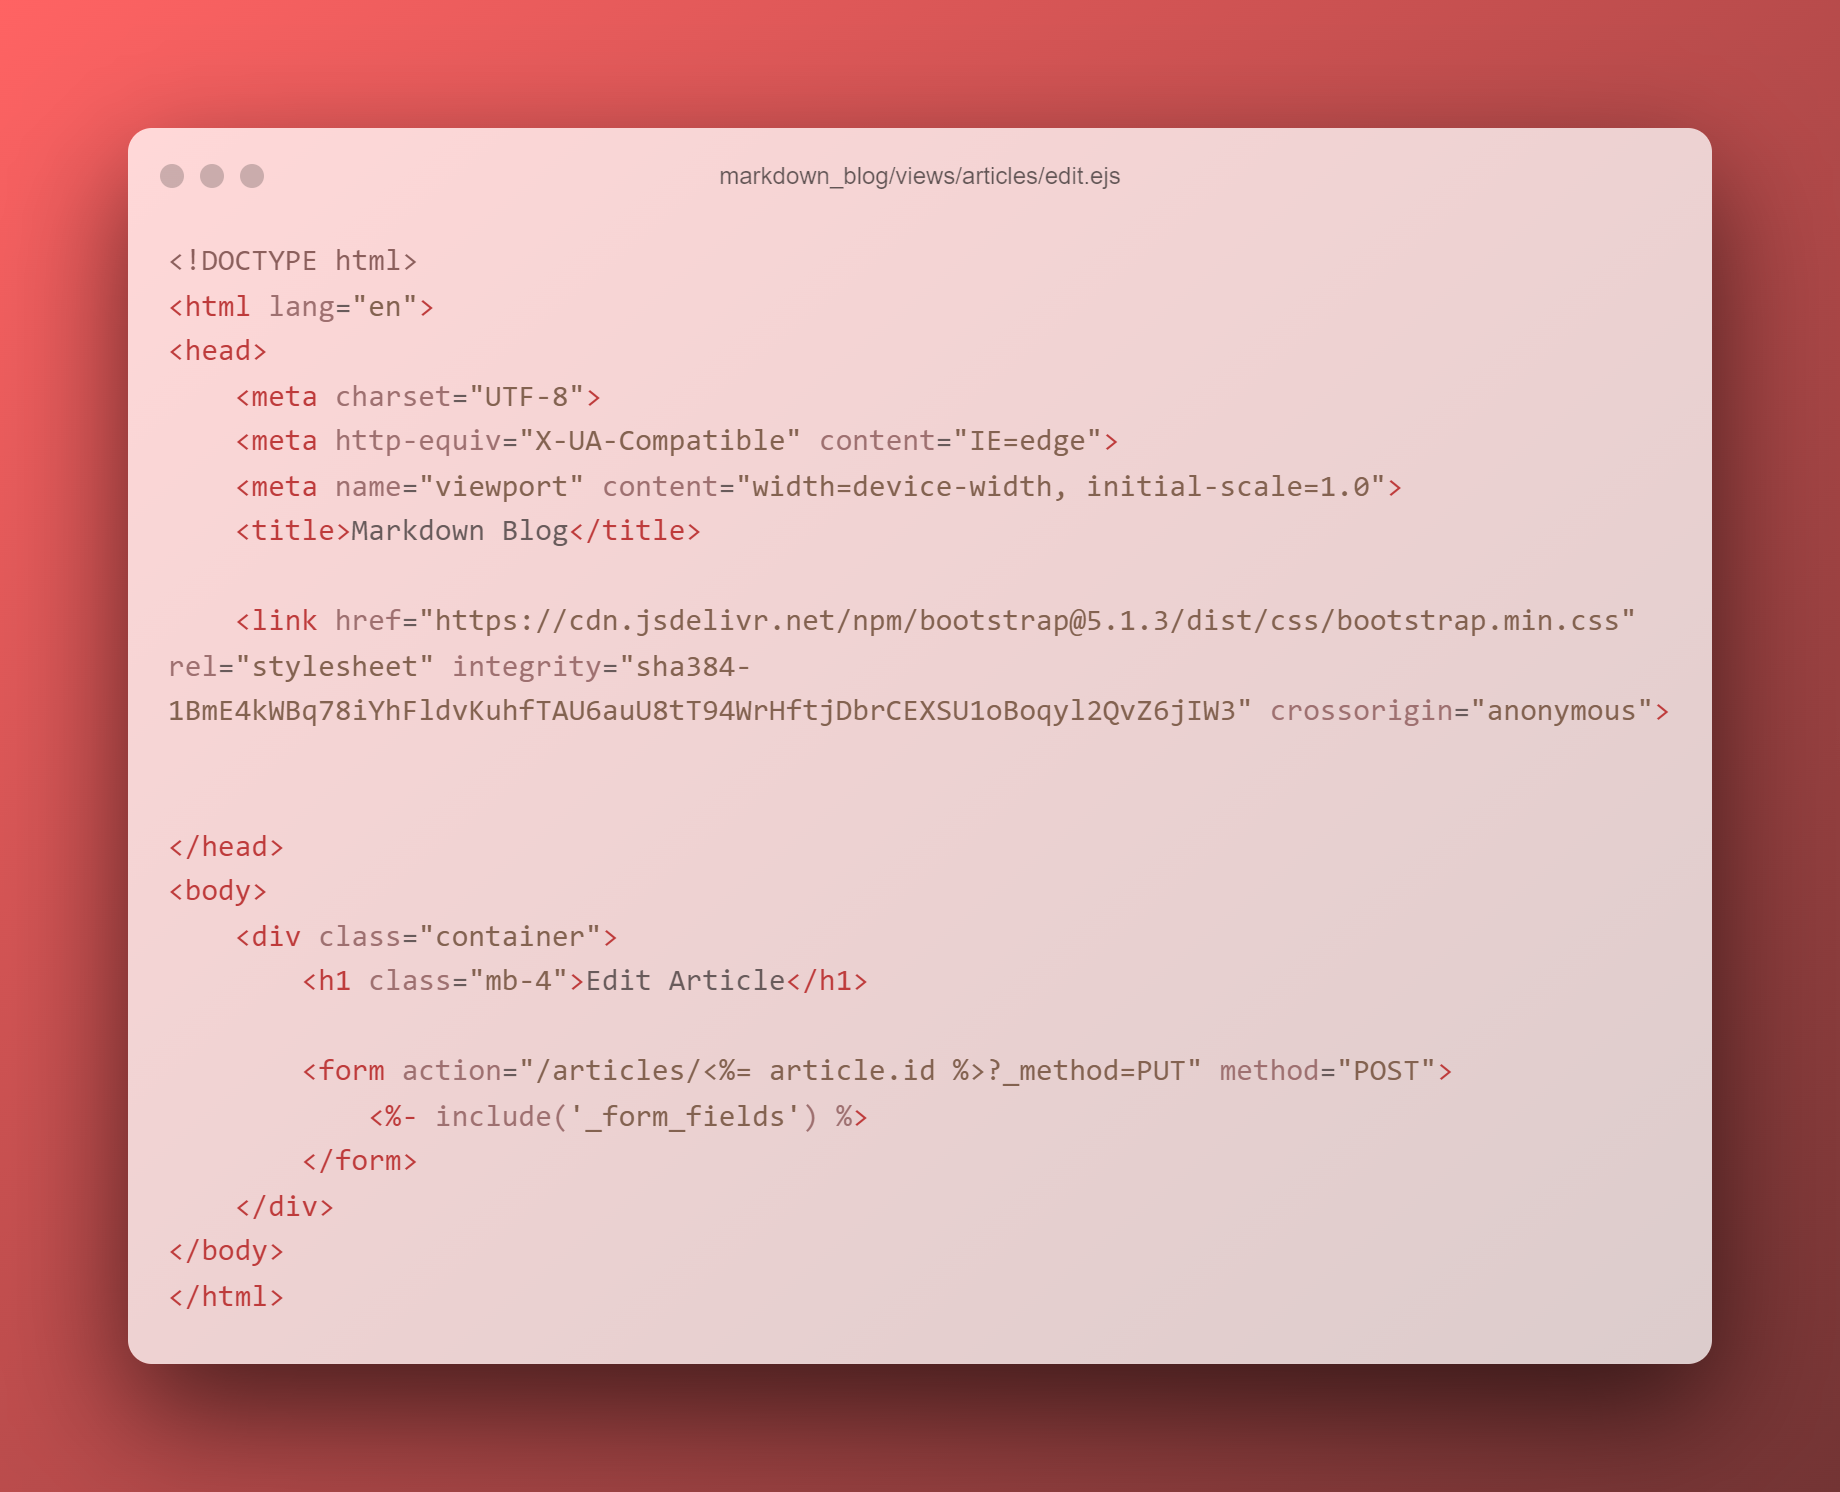 markdown_blog/views/articles/edit.ejs
<!DOCTYPE html>
<html lang="en">
<head>
    <meta charset="UTF-8">
    <meta http-equiv="X-UA-Compatible" content="IE=edge">
    <meta name="viewport" content="width=device-width, initial-scale=1.0">
    <title>Markdown Blog</title>
    <link href="https://cdn.jsdelivr.net/npm/bootstrap@5.1.3/dist/css/bootstrap.min.css"
rel="stylesheet" integrity="sha384-
1BmE4kWBq78iYhFldvKuhfTAU6auU8tT94WrHftjDbrCEXSU1oBoqyl2QvZ6jIW3" crossorigin="anonymous">
</head>
<body>
    <div class="container">
        <h1 class="mb-4">Edit Article</h1>
        <form action="/articles/<%= article.id %>?_method=PUT" method="POST">
            <%- include('_form_fields') %>
        </form>
    </div>
</body>
</html>